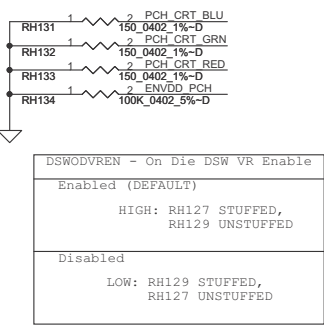 1 2 PCH_CRT_BLU
RH131 150_0402_1%~D
1 2 PCH_CRT_GRN
RH132 150_0402_1%~D
1 2 PCH_CRT_RED
RH133 150_0402_1%~D
1 2 ENVDD_PCH
RH134 100K_0402_5%~D
DSWODVREN - On Die DSW VR Enable
Enabled (DEFAULT)
HIGH: RH127 STUFFED,
RH129 UNSTUFFED
Disabled
LOW: RH129 STUFFED,
RH127 UNSTUFFED